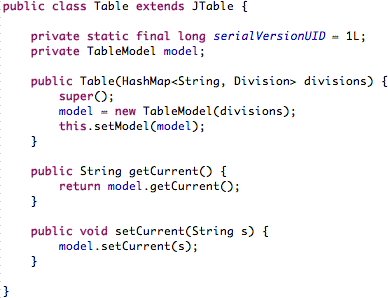 public class Table extends JTable {
private static final long serialVersionUID = 1L;
private TableModel model;
public Table(HashMap<String, Division> divisions) {
super();
model = new TableModel(divisions);
this.setModel(model);
}
public String getCurrent() {
return model.getCurrent();
}
public void setCurrent(String s) {
model.setCurrent(s);
}
}